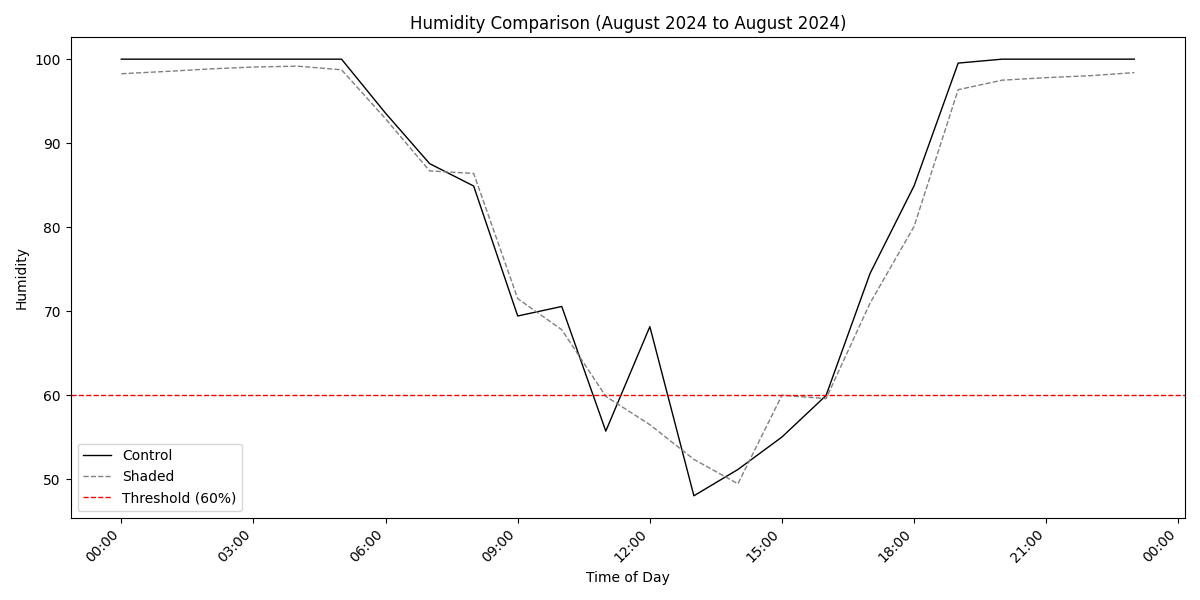 Humidity Comparison (August 2024 to August 2024)
100
90
80
70
60
50
Humidity
Control
Shaded
Threshold (60%)
00:00
03:00
06:00
09:00
12:00
15:00
18:00
21:00
00:00
Time of Day